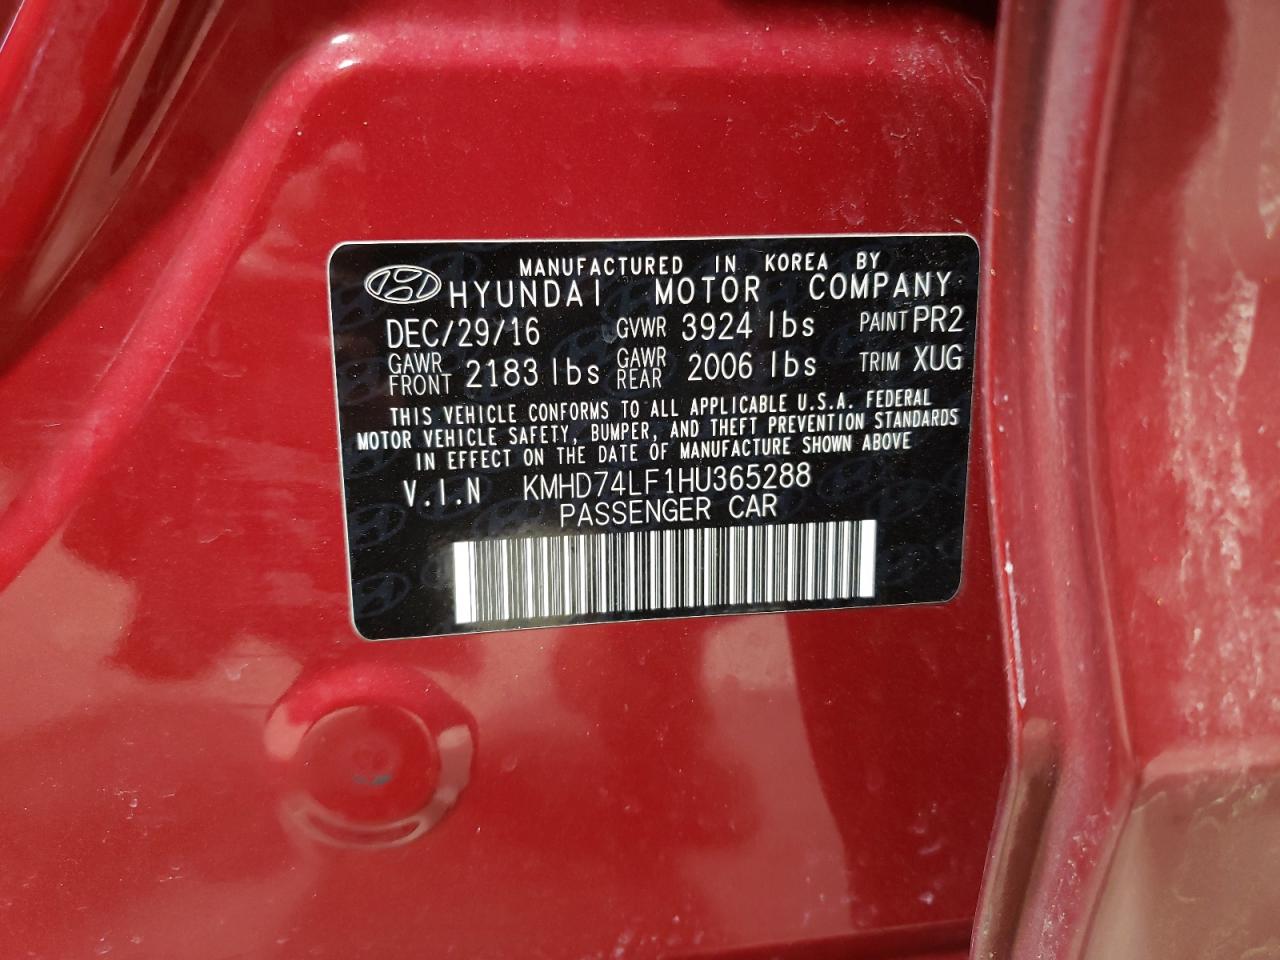 MANUFACTURED IN KOREA BY
HYUNDAI MOTOR COMPANY
DEC/29/16 GVWR 3924 lbs PAINT PR2
GAWR FRONT 2183 lbs GAWR REAR 2006 lbs TRIM XUG
THIS VEHICLE CONFORMS TO ALL APPLICABLE U.S.A. FEDERAL
MOTOR VEHICLE SAFETY, BUMPER, AND THEFT PREVENTION STANDARDS
IN EFFECT ON THE DATE OF MANUFACTURE SHOWN ABOVE
V.I.N KMHD74LF1HU365288
PASSENGER CAR